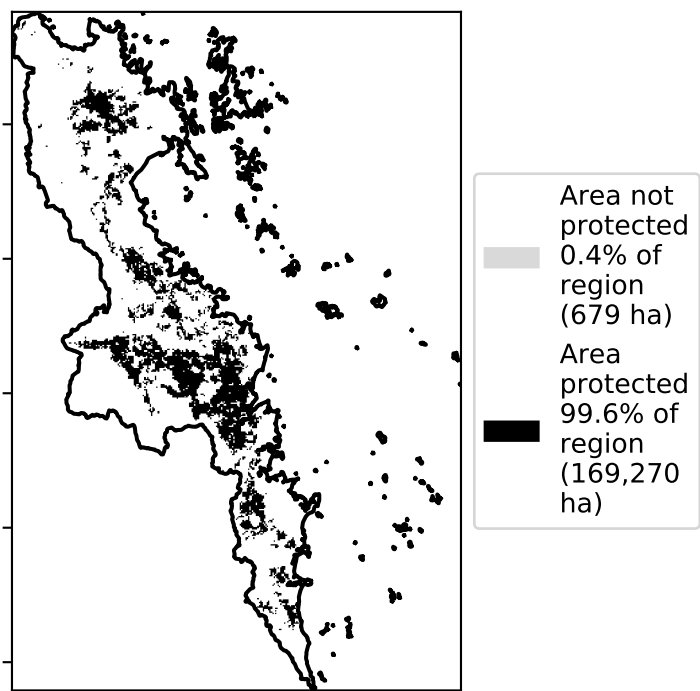 Area not
protected
0.4% of
region
(679 ha)
Area
protected
99.6% of
region
(169,270
ha)